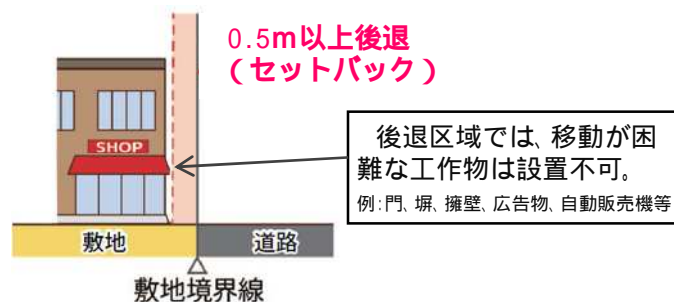 0.5m以上後退
（セットバック）
SHOP
後退区域では、移動が困
難な工作物は設置不可。
例:門、塀、擁壁、広告物、自動販売機等
敷地
道路
敷地境界線